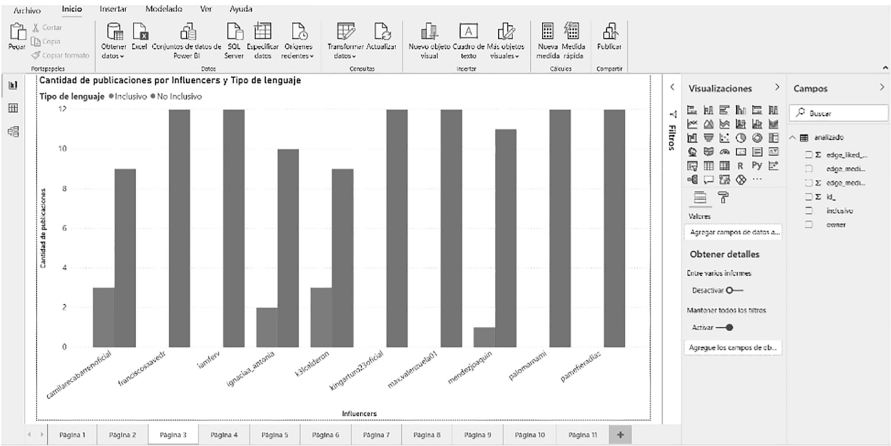 Archivo Inicio Insertar Modelado Ver Ayuda
Pegar
Cortar
Copia
Copiar formato
Portapapeles
Obtener datos
Excel
Conjuntos de datos de Power BI
SQL Server
Especificar datos
Orígenes recientes
Datos
Transformar datos
Actualizar
Consultas
Nuevo objeto visual
Cuadro de texto
Más objetos visuales
Insertar
Nueva medida
Medida rápida
Cálculos
Publicar
Compartir
Cantidad de publicaciones por Influencers y Tipo de lenguaje
Tipo de lenguaje Inclusivo No Inclusivo
Cantidad de publicaciones
12
10
8
6
4
2
0
camilarecabarrenoficial
franciscossavedr
iamferv
ignaciaa_antonia
k3lcalderon
kingarturo23oficial
max.valenzuela01
mendezjoaquin
palomamami
Influencers
Filtros
Visualizaciones
R Py
Valores
Agregar campos de datos a...
Obtener detalles
Entre varios informes
Desactivar
Mantener todos los filtros
Activar
Agregue los campos de ob...
Campos
Buscar
analizado
Σ edge_liked_...
edge_medi...
Σ edge_medi...
Σ id_
inclusivo
owner
Página 1 Página 2 Página 3 Página 4 Página 5 Página 6 Página 7 Página 8 Página 9 Página 10 Página 11 +